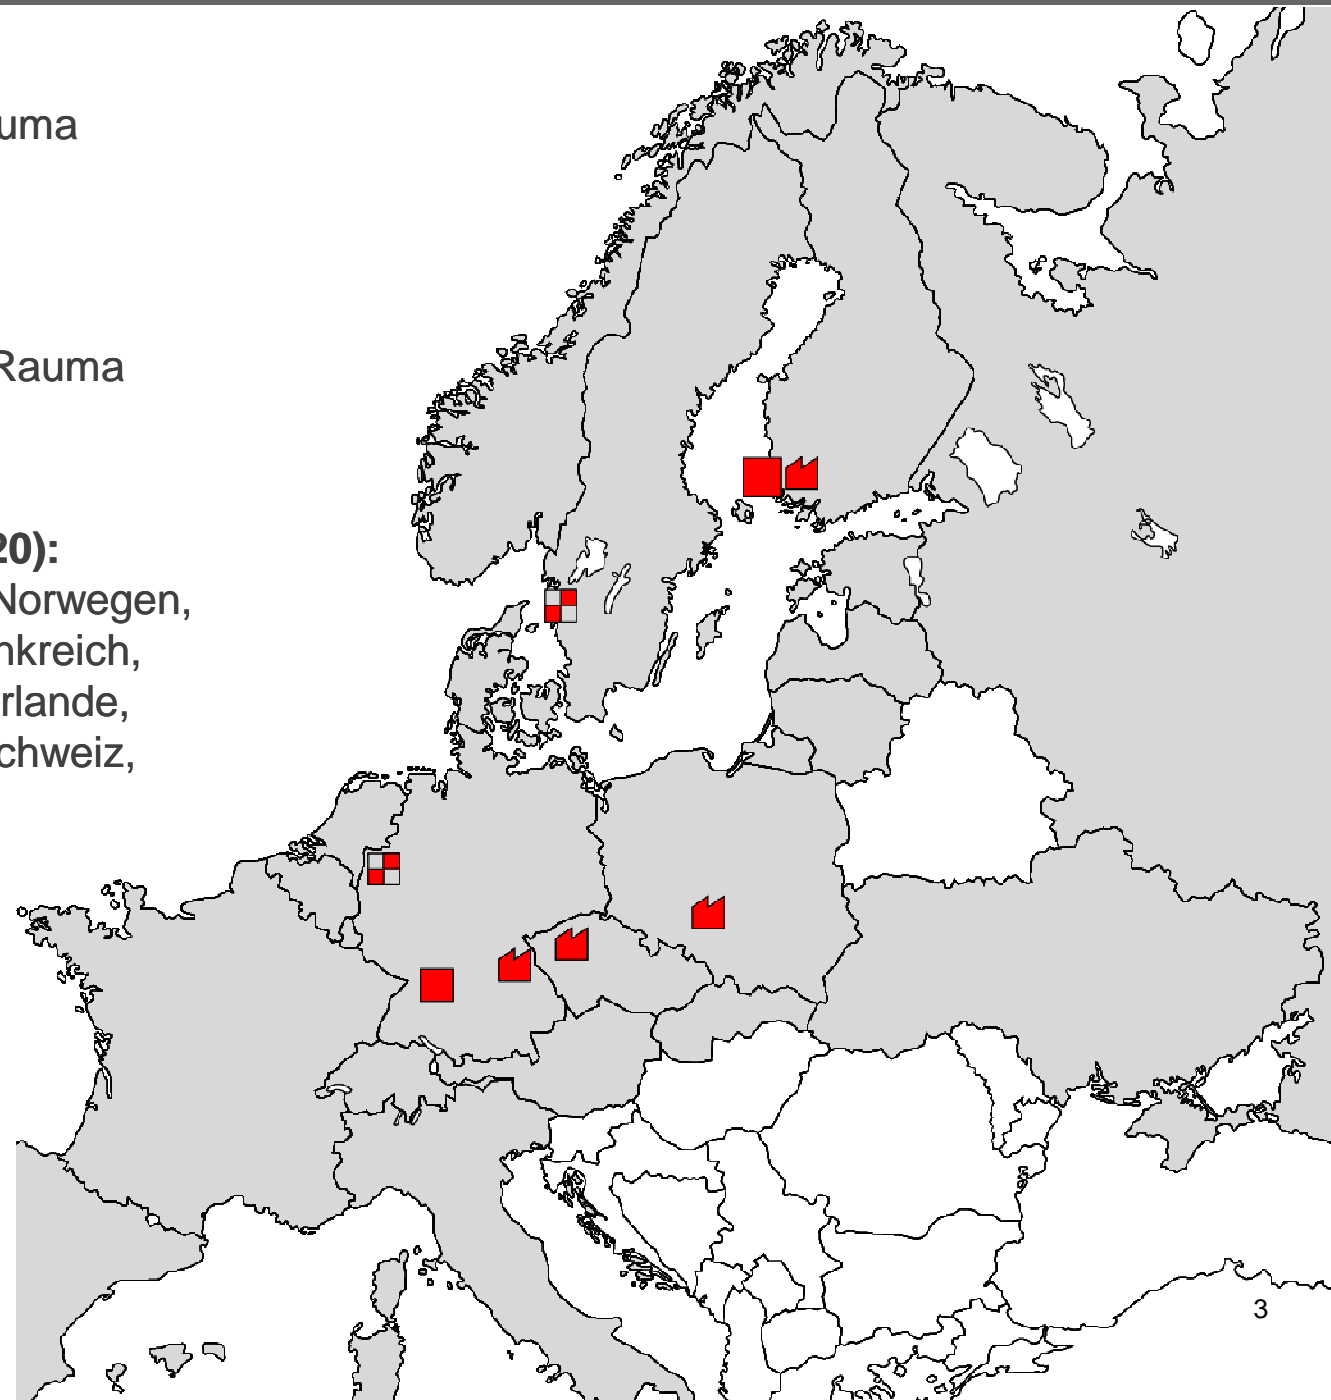 uma
Rauma
20):
Norwegen,
nkreich,
rlande,
chweiz,
3